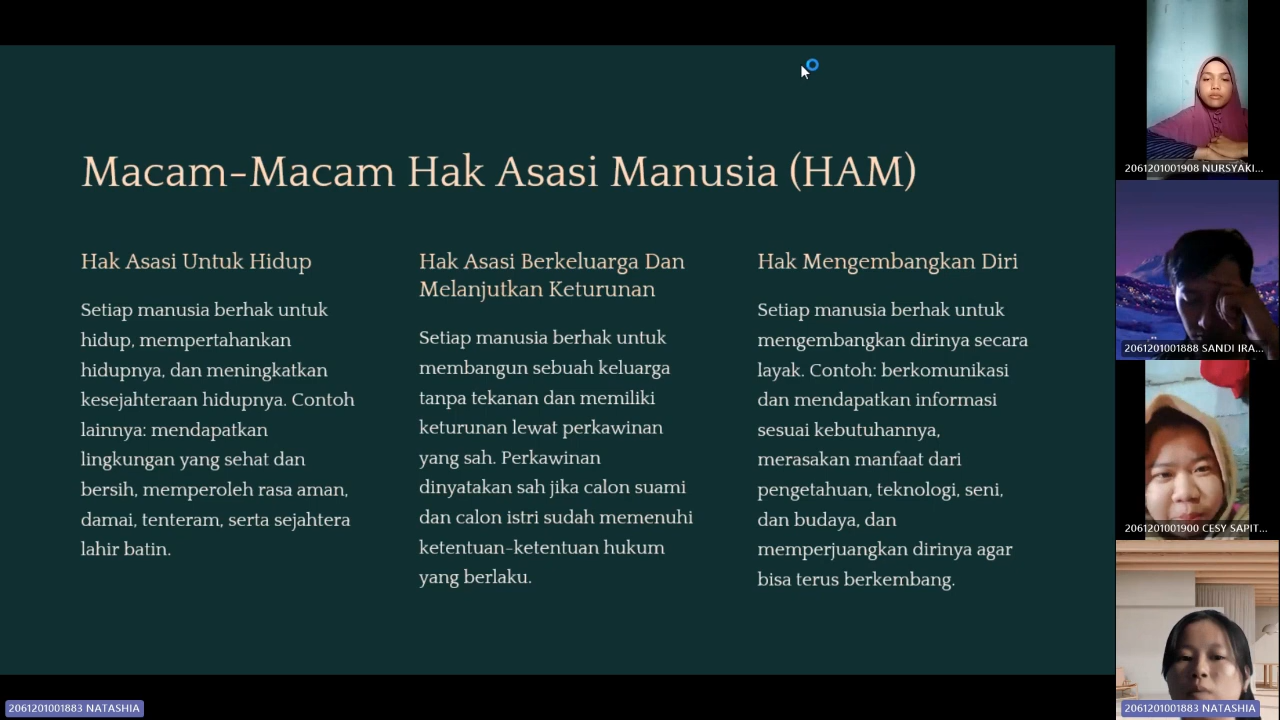 Macam-Macam Hak Asasi Manusia (HAM)
Hak Asasi Untuk Hidup
Setiap manusia berhak untuk
hidup, mempertahankan
hidupnya, dan meningkatkan
kesejahteraan hidupnya. Contoh
lainnya: mendapatkan
lingkungan yang sehat dan
bersih, memperoleh rasa aman,
damai, tenteram, serta sejahtera
lahir batin.
Hak Asasi Berkeluarga Dan
Melanjutkan Keturunan
Setiap manusia berhak untuk
membangun sebuah keluarga
tanpa tekanan dan memiliki
keturunan lewat perkawinan
yang sah. Perkawinan
dinyatakan sah jika calon suami
dan calon istri sudah memenuhi
ketentuan-ketentuan hukum
yang berlaku.
Hak Mengembangkan Diri
Setiap manusia berhak untuk
mengembangkan dirinya secara
layak. Contoh: berkomunikasi
dan mendapatkan informasi
sesuai kebutuhannya,
merasakan manfaat dari
pengetahuan, teknologi, seni,
dan budaya, dan
memperjuangkan dirinya agar
bisa terus berkembang.
2061201001908 NURSYAKI...
2061201001888 SANDI IRA...
2061201001900 CESY SAPIT...
2061201001883 NATASHIA
2061201001883 NATASHIA